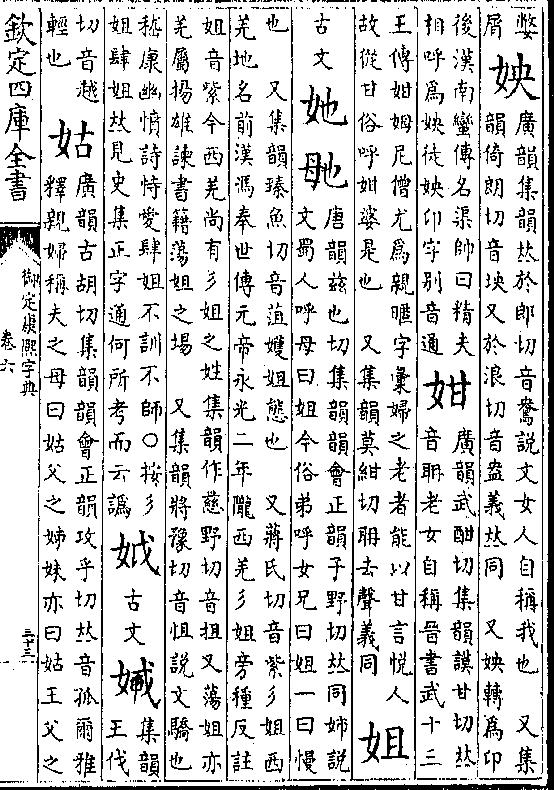 嫳
屑
姎
廣韻集韻𠀤於郎切音鴦說文女人自稱我也　又集
韻倚朗切音坱又於浪切音盎義𠀤同　又姎轉爲卬
後漢南蠻傳名渠帥曰精夫
相呼爲姎徒姎卬字别音通
姏
廣韻武酣切集韻謨甘切𠀤
音䏎老女自稱晉書武十三
王傳姏姆尼僧尤爲親暱字彙婦之老者能以甘言悅人
故從甘俗呼姏婆是也　又集韻莫紺切䏎去聲義同
姐
古文
她毑
唐韻兹也切集韻韻會正韻子野切𠀤同姉說
文蜀人呼母曰姐今俗弟呼女兄曰姐一曰慢
也　又集韻臻魚切音菹㜘姐態也　又蔣氏切音紫彡姐西
羌地名前漢馮奉世傳元帝永光二年隴西羌彡姐旁種反註
姐音紫今西羌尚有彡姐之姓集韻作慈野切音抯又蕩姐亦
羌屬揚雄諫書籍蕩姐之場　又集韻將豫切音怚說文驕也
嵇康幽憤詩恃愛肆姐不訓不師○按彡
姐肆姐𠀤見史集正字通何所考而云譌
𡛟
古文
集韻
王伐
切音越
輕也
姑
廣韻古胡切集韻韻會正韻攻乎切𠀤音孤爾雅
釋親婦稱夫之母曰姑父之姊妹亦曰姑王父之
欽定四庫全書
御定康熙字典
卷六
三十三